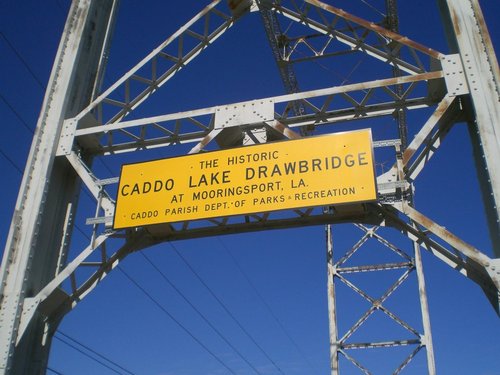 THE HISTORIC
CADDO LAKE DRAWBRIDGE
AT MOORINGSPORT, LA.
CADDO PARISH DEPT. OF PARKS & RECREATION